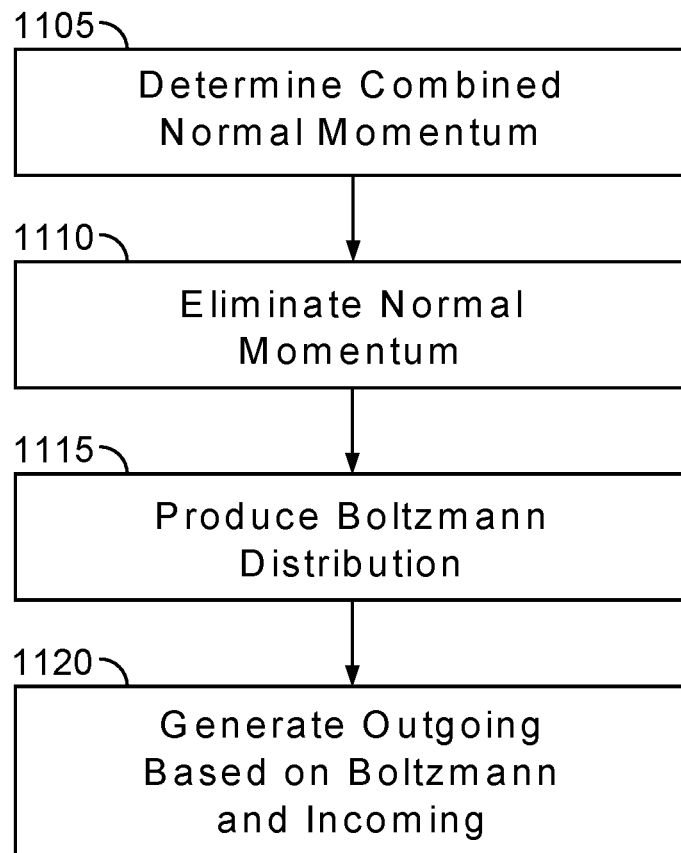 1105
Determine Combined
Normal Momentum
1110
Eliminate Normal
Momentum
1115
Produce Boltzmann
Distribution
1120
Generate Outgoing
Based on Boltzmann
and Incoming